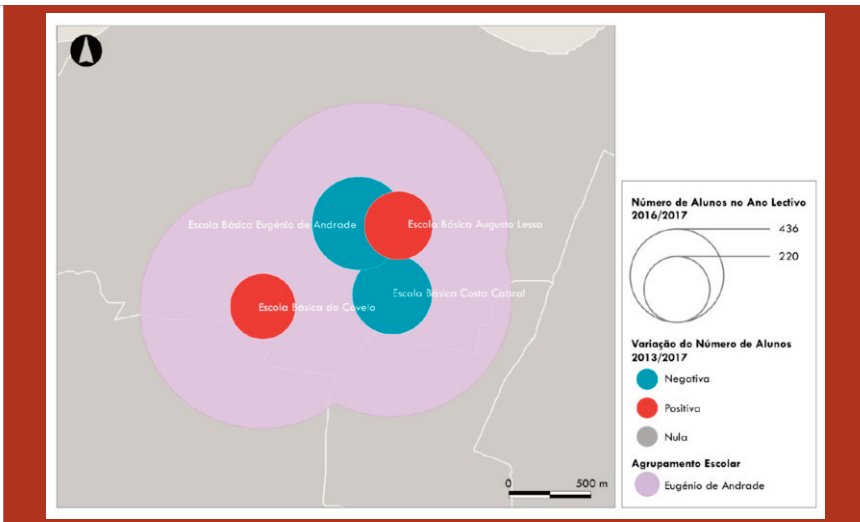 Escola Básica Eugénio de Andrade
Escola Básica Augusto Lessa
Escola Básica Costa Cabral
Escola Básica do Covelo
0 500 m
Número de Alunos no Ano Lectivo
2016/2017
436
220
Variação do Número de Alunos
2013/2017
Negativa
Positiva
Nula
Agrupamento Escolar
Eugénio de Andrade